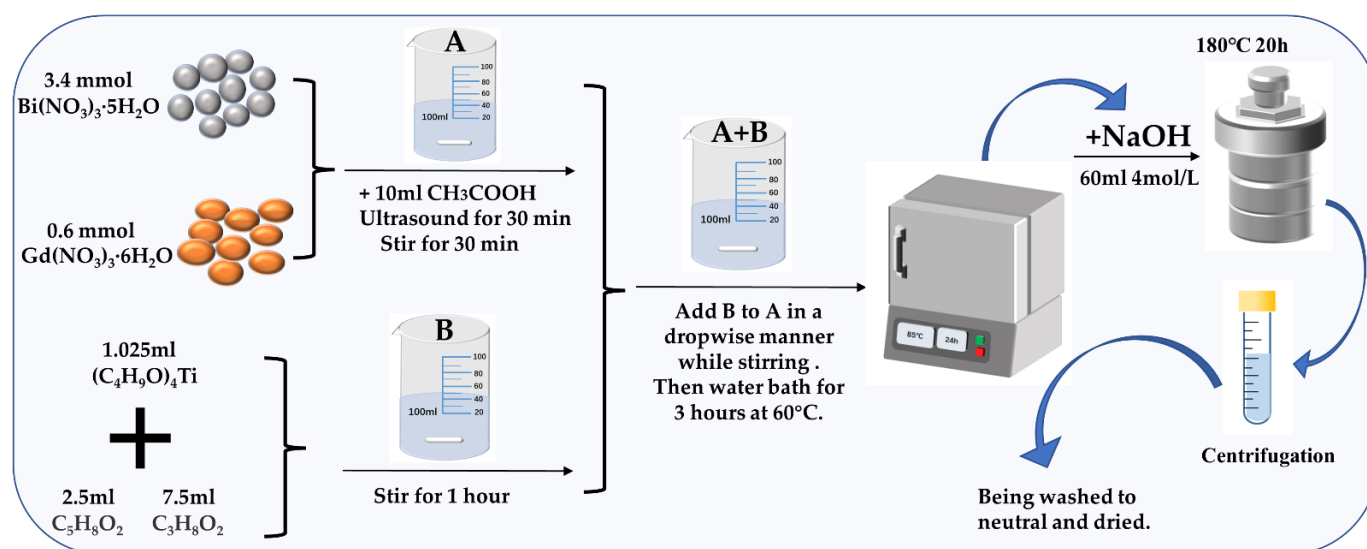 3.4 mmol
Bi(NO₃)₃·5H₂O
0.6 mmol
Gd(NO₃)₃·6H₂O
A
100
80
60
40
20
100ml
+ 10ml CH3COOH
Ultrasound for 30 min
Stir for 30 min
1.025ml
(C₄H₉O)₄Ti
2.5ml
C₅H₈O₂
7.5ml
C₃H₈O₂
B
100
80
60
40
20
100ml
Stir for 1 hour
A+B
100
80
60
40
20
100ml
Add B to A in a
dropwise manner
while stirring .
Then water bath for
3 hours at 60°C.
85℃
24h
+NaOH
60ml 4mol/L
180°C 20h
Centrifugation
Being washed to
neutral and dried.